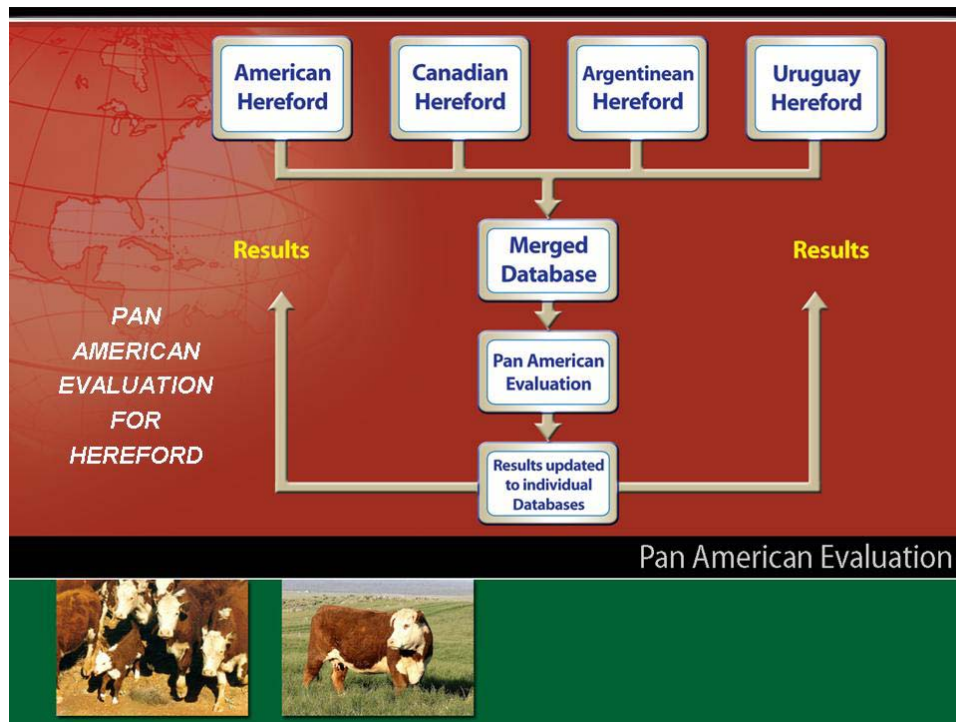 American
Hereford
Canadian
Hereford
Argentinean
Hereford
Uruguay
Hereford
Results
Merged
Database
Results
PAN
AMERICAN
EVALUATION
FOR
HEREFORD
Pan American
Evaluation
Results updated
to individual
Databases
Pan American Evaluation